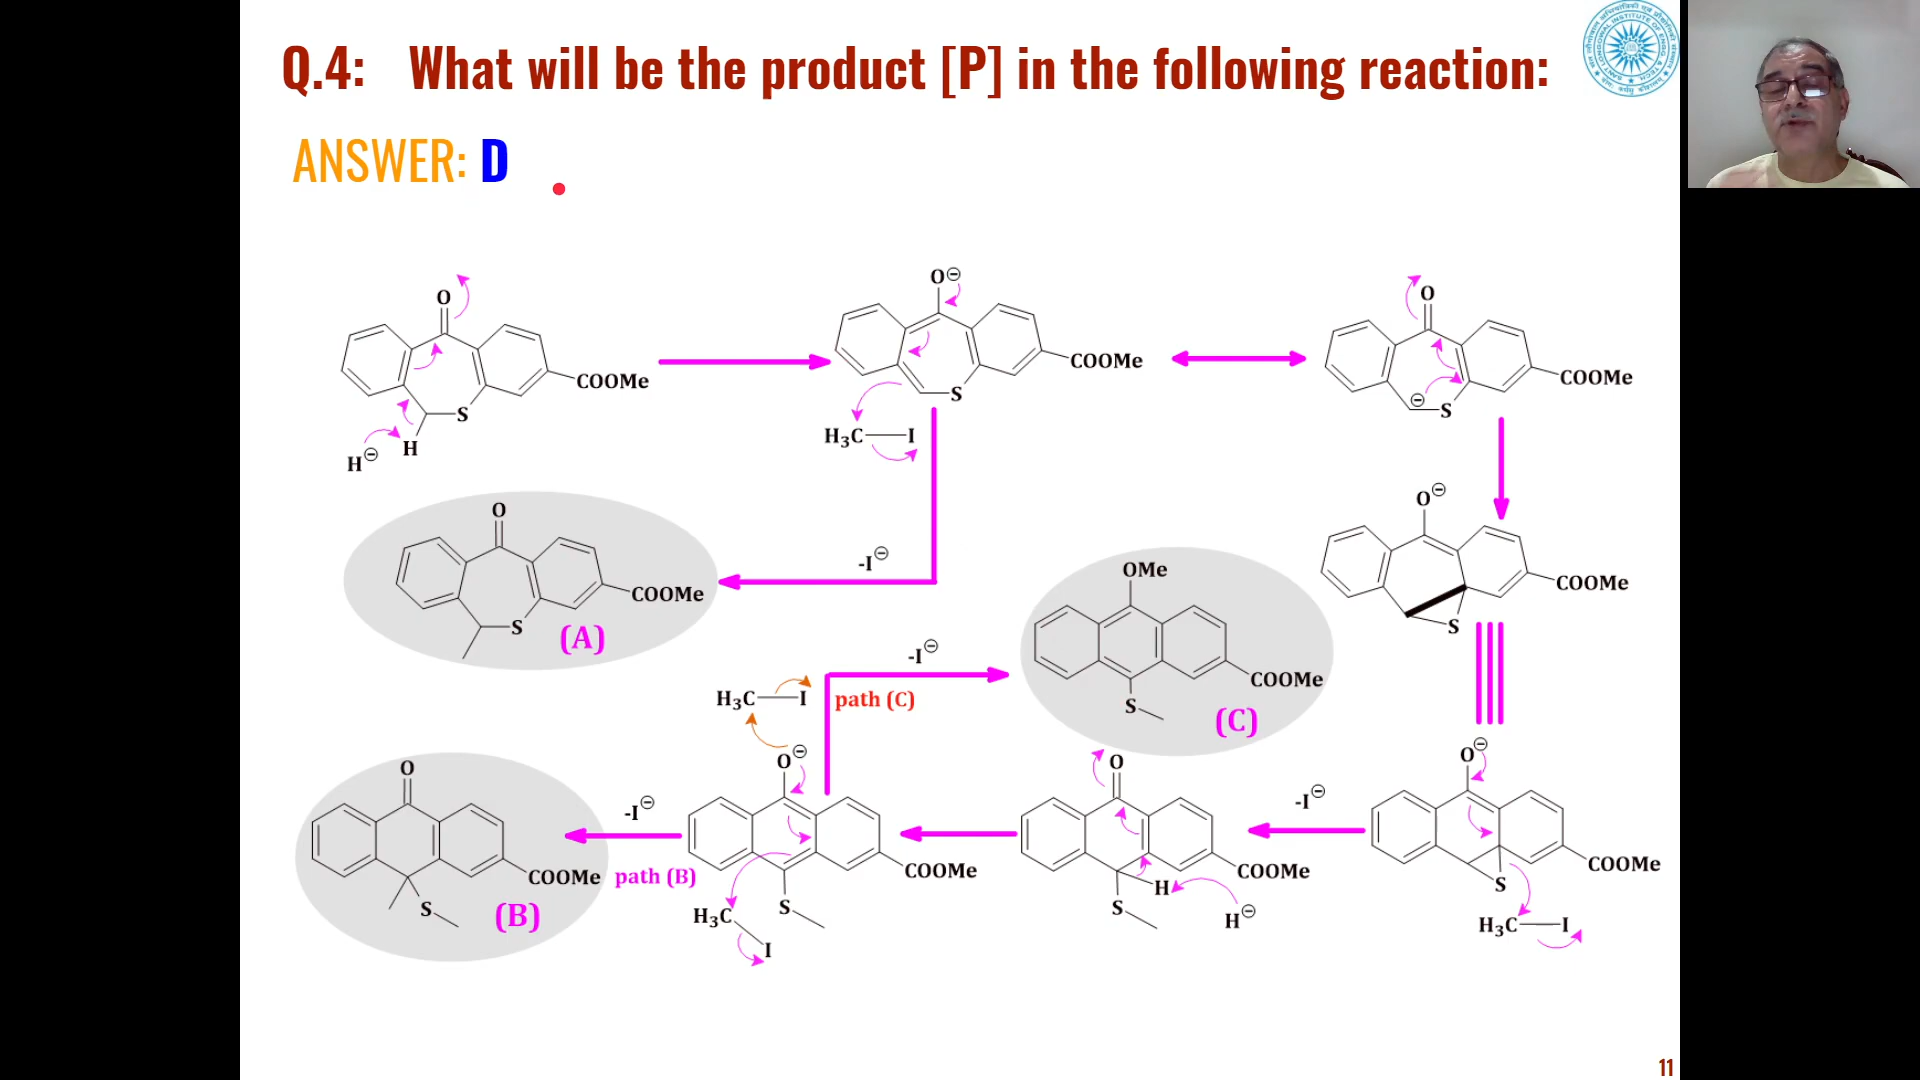 Q.4: What will be the product [P] in the following reaction:
ANSWER: D
O
COOMe
S
H
H⊖
O⊖
COOMe
S
H₃C—I
O
COOMe
⊖
S
-I⊖
O
COOMe
S
(A)
O⊖
COOMe
S
-I⊖
H₃C—I
path (C)
OMe
COOMe
S
(C)
O
COOMe
S
(B)
-I⊖
path (B)
O⊖
COOMe
S
H₃C
I
O
COOMe
H
S
H⊖
-I⊖
O⊖
COOMe
S
H₃C—I
11